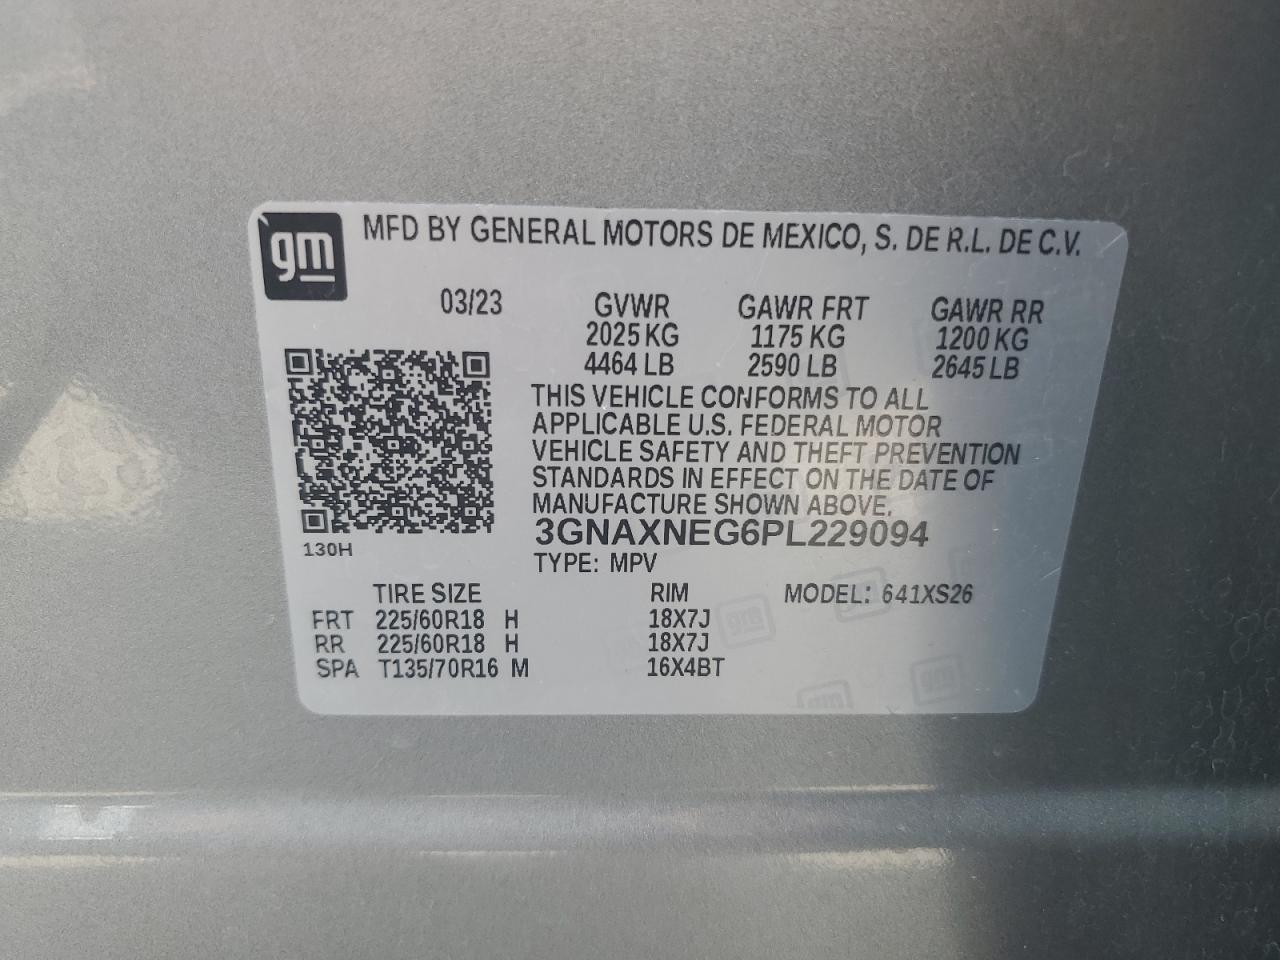 gm MFD BY GENERAL MOTORS DE MEXICO, S. DE R.L. DE C.V.
03/23 GVWR GAWR FRT GAWR RR
2025 KG 1175 KG 1200 KG
4464 LB 2590 LB 2645 LB
THIS VEHICLE CONFORMS TO ALL
APPLICABLE U.S. FEDERAL MOTOR
VEHICLE SAFETY AND THEFT PREVENTION
STANDARDS IN EFFECT ON THE DATE OF
MANUFACTURE SHOWN ABOVE.
3GNAXNEG6PL229094
130H
TYPE: MPV
TIRE SIZE RIM MODEL: 641XS26
FRT 225/60R18 H 18X7J
RR 225/60R18 H 18X7J
SPA T135/70R16 M 16X4BT
gm
gm
gm